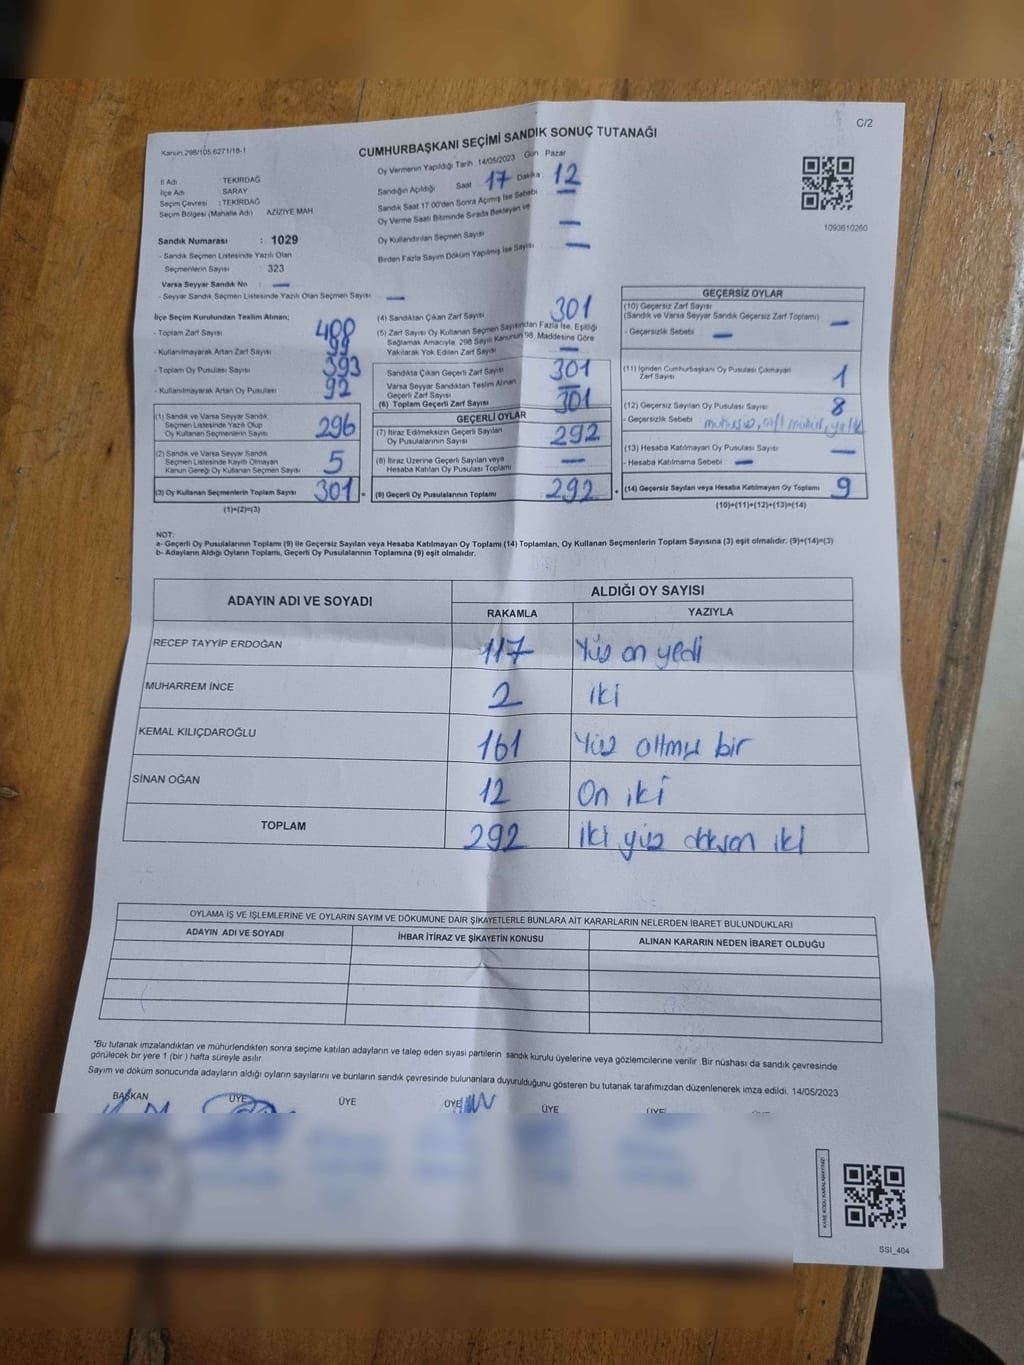 C/2
Kanun:298/105,6271/18-1
CUMHURBAŞKANI SEÇİMİ SANDIK SONUÇ TUTANAĞI
İl Adı : TEKİRDAĞ
İlçe Adı : SARAY
Seçim Çevresi : TEKİRDAĞ
Seçim Bölgesi (Mahalle Adı) AZİZİYE MAH
Sandık Numarası : 1029
- Sandık Seçmen Listesinde Yazılı Olan
Seçmenlerin Sayısı 323
Varsa Seyyar Sandık No : —
- Seyyar Sandık Seçmen Listesinde Yazılı Olan Seçmen Sayısı : —
Oy Vermenin Yapıldığı Tarih : 14/05/2023 Gün Pazar
Sandığın Açıldığı Saat 17 Dakika 12
Sandık Saat 17.00'den Sonra Açılmış İse Sebebi —
Oy Verme Saati Bitiminde Sırada Bekleyen ve
Oy Kullandırılan Seçmen Sayısı —
Birden Fazla Sayım Döküm Yapılmış İse Sayısı —
1093610260
İlçe Seçim Kurulundan Teslim Alınan;
- Toplam Zarf Sayısı
- Kullanılmayarak Artan Zarf Sayısı 99
- Toplam Oy Pusulası Sayısı 393
- Kullanılmayarak Artan Oy Pusulası 92
(1) Sandık ve Varsa Seyyar Sandık
Seçmen Listesinde Yazılı Olup
Oy Kullanan Seçmenlerin Sayısı 296
(2) Sandık ve Varsa Seyyar Sandık
Seçmen Listesinde Kayıtlı Olmayan
Kanun Gereği Oy Kullanan Seçmen Sayısı 5
(3) Oy Kullanan Seçmenlerin Toplam Sayısı 301 =
(1)+(2)=(3)
(4) Sandıktan Çıkan Zarf Sayısı 301
(5) Zarf Sayısı Oy Kullanan Seçmen Sayısından Fazla İse, Eşitliği
Sağlamak Amacıyla, 298 Sayılı Kanunun 98. Maddesine Göre
Yakılarak Yok Edilen Zarf Sayısı —
Sandıkta Çıkan Geçerli Zarf Sayısı 301
Varsa Seyyar Sandıktan Teslim Alınan
Geçerli Zarf Sayısı —
(6) Toplam Geçerli Zarf Sayısı 301
GEÇERLİ OYLAR
(7) İtiraz Edilmeksizin Geçerli Sayılan
Oy Pusulalarının Sayısı 292
(8) İtiraz Üzerine Geçerli Sayılan veya
Hesaba Katılan Oy Pusulası Toplamı —
(9) Geçerli Oy Pusulalarının Toplamı 292 +
GEÇERSİZ OYLAR
(10) Geçersiz Zarf Sayısı
(Sandık ve Varsa Seyyar Sandık Geçersiz Zarf Toplamı) —
- Geçersizlik Sebebi —
(11) İçinden Cumhurbaşkanı Oy Pusulası Çıkmayan
Zarf Sayısı 1
(12) Geçersiz Sayılan Oy Pusulası Sayısı 8
- Geçersizlik Sebebi
(13) Hesaba Katılmayan Oy Pusulası Sayısı —
- Hesaba Katılmama Sebebi —
(14) Geçersiz Sayılan veya Hesaba Katılmayan Oy Toplamı 9
(10)+(11)+(12)+(13)=(14)
NOT:
a- Geçerli Oy Pusulalarının Toplamı (9) ile Geçersiz Sayılan veya Hesaba Katılmayan Oy Toplamı (14) Toplamları, Oy Kullanan Seçmenlerin Toplam Sayısına (3) eşit olmalıdır. (9)+(14)=(3)
b- Adayların Aldığı Oyların Toplamı, Geçerli Oy Pusulalarının Toplamına (9) eşit olmalıdır.
ADAYIN ADI VE SOYADI
ALDIĞI OY SAYISI
RAKAMLA YAZIYLA
RECEP TAYYİP ERDOĞAN 117 Yüz on yedi
MUHARREM İNCE 2 iki
KEMAL KILIÇDAROĞLU 161 Yüz altmış bir
SİNAN OĞAN 12 On iki
TOPLAM 292 iki yüz doksan iki
OYLAMA İŞ VE İŞLEMLERİNE VE OYLARIN SAYIM VE DÖKÜMÜNE DAİR ŞİKAYETLERLE BUNLARA AİT KARARLARIN NELERDEN İBARET BULUNDUKLARI
ADAYIN ADI VE SOYADI İHBAR İTİRAZ VE ŞİKAYETİN KONUSU ALINAN KARARIN NEDEN İBARET OLDUĞU
*Bu tutanak imzalandıktan ve mühürlendikten sonra seçime katılan adayların ve talep eden siyasi partilerin sandık kurulu üyelerine veya gözlemcilerine verilir .Bir nüshası da sandık çevresinde
görülecek bir yere 1 (bir ) hafta süreyle asılır.
Sayım ve döküm sonucunda adayların aldığı oyların sayılarını ve bunların sandık çevresinde bulunanlara duyurulduğunu gösteren bu tutanak tarafımızdan düzenlenerek imza edildi. 14/05/2023
BAŞKAN ÜYE ÜYE ÜYE ÜYE ÜYE
SSI_404